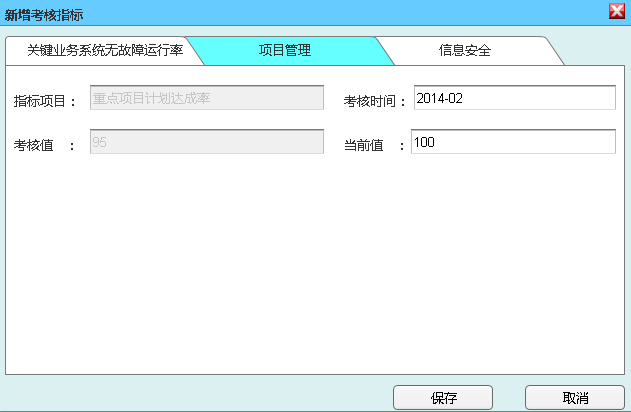 新增考核指标
关键业务系统无故障运行率 项目管理 信息安全
指标项目： 重点项目计划达成率 考核时间： 2014-02
考核值 ： 95 当前值 ： 100
保存 取消